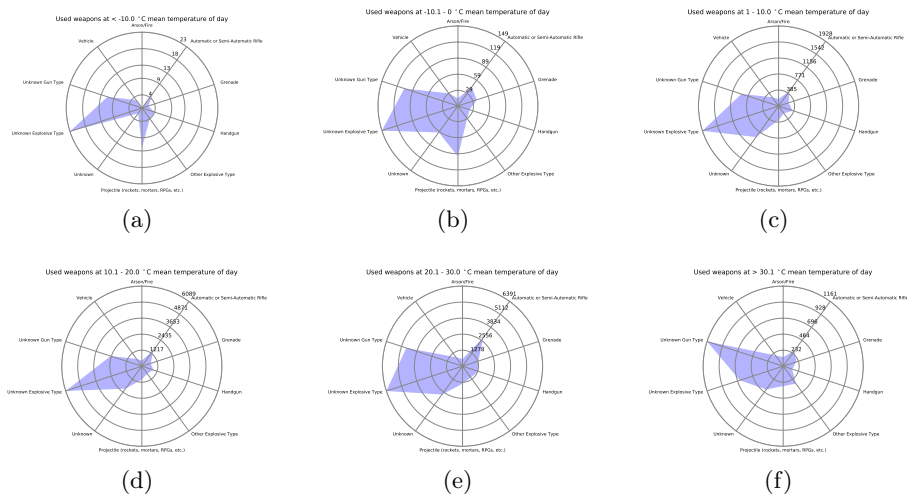 Used weapons at < -10.0 °C mean temperature of day
Arson/Fire
Vehicle
23
Automatic or Semi-Automatic Rifle
18
13
9
4
Unknown Gun Type
Grenade
Unknown Explosive Type
Handgun
Unknown
Other Explosive Type
Projectile (rockets, mortars, RPGs, etc.)
(a)
Used weapons at -10.1 - 0 °C mean temperature of day
Arson/Fire
Vehicle
149
Automatic or Semi-Automatic Rifle
119
89
59
29
Unknown Gun Type
Grenade
Unknown Explosive Type
Handgun
Unknown
Other Explosive Type
Projectile (rockets, mortars, RPGs, etc.)
(b)
Used weapons at 1 - 10.0 °C mean temperature of day
Arson/Fire
Vehicle
1928
Automatic or Semi-Automatic Rifle
1542
1156
771
385
Unknown Gun Type
Grenade
Unknown Explosive Type
Handgun
Unknown
Other Explosive Type
Projectile (rockets, mortars, RPGs, etc.)
(c)
Used weapons at 10.1 - 20.0 °C mean temperature of day
Arson/Fire
Vehicle
6089
Automatic or Semi-Automatic Rifle
4871
3653
2435
1217
Unknown Gun Type
Grenade
Unknown Explosive Type
Handgun
Unknown
Other Explosive Type
Projectile (rockets, mortars, RPGs, etc.)
(d)
Used weapons at 20.1 - 30.0 °C mean temperature of day
Arson/Fire
Vehicle
6391
Automatic or Semi-Automatic Rifle
5112
3834
2556
1278
Unknown Gun Type
Grenade
Unknown Explosive Type
Handgun
Unknown
Other Explosive Type
Projectile (rockets, mortars, RPGs, etc.)
(e)
Used weapons at > 30.1 °C mean temperature of day
Arson/Fire
Vehicle
1161
Automatic or Semi-Automatic Rifle
928
696
464
232
Unknown Gun Type
Grenade
Unknown Explosive Type
Handgun
Unknown
Other Explosive Type
Projectile (rockets, mortars, RPGs, etc.)
(f)